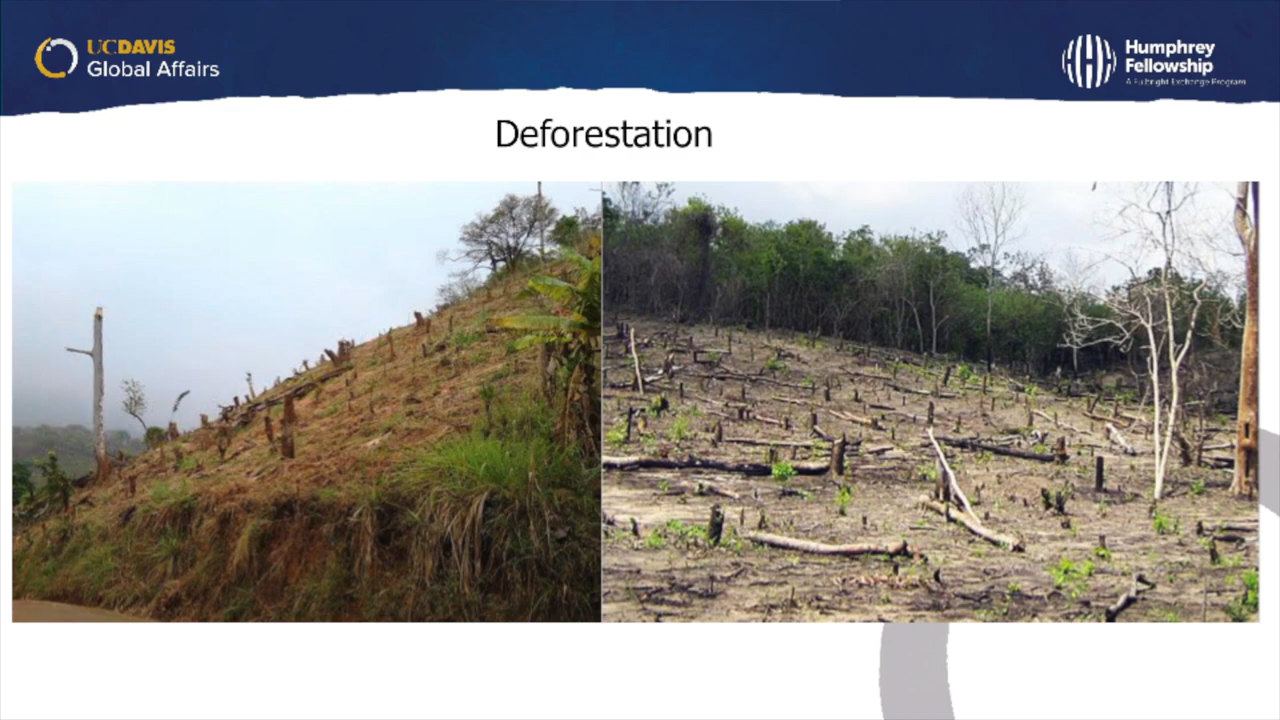 UCDAVIS
Global Affairs
Humphrey
Fellowship
A Fulbright Exchange Program
Deforestation